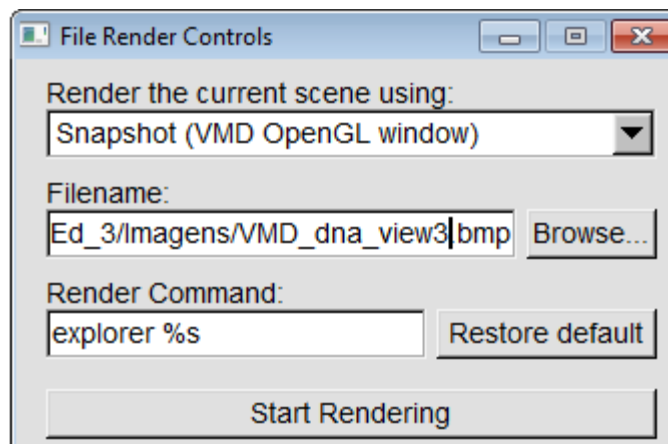 File Render Controls
Render the current scene using:
Snapshot (VMD OpenGL window)
Filename:
Ed_3/Imagens/VMD_dna_view3.bmp Browse...
Render Command:
explorer %s Restore default
Start Rendering